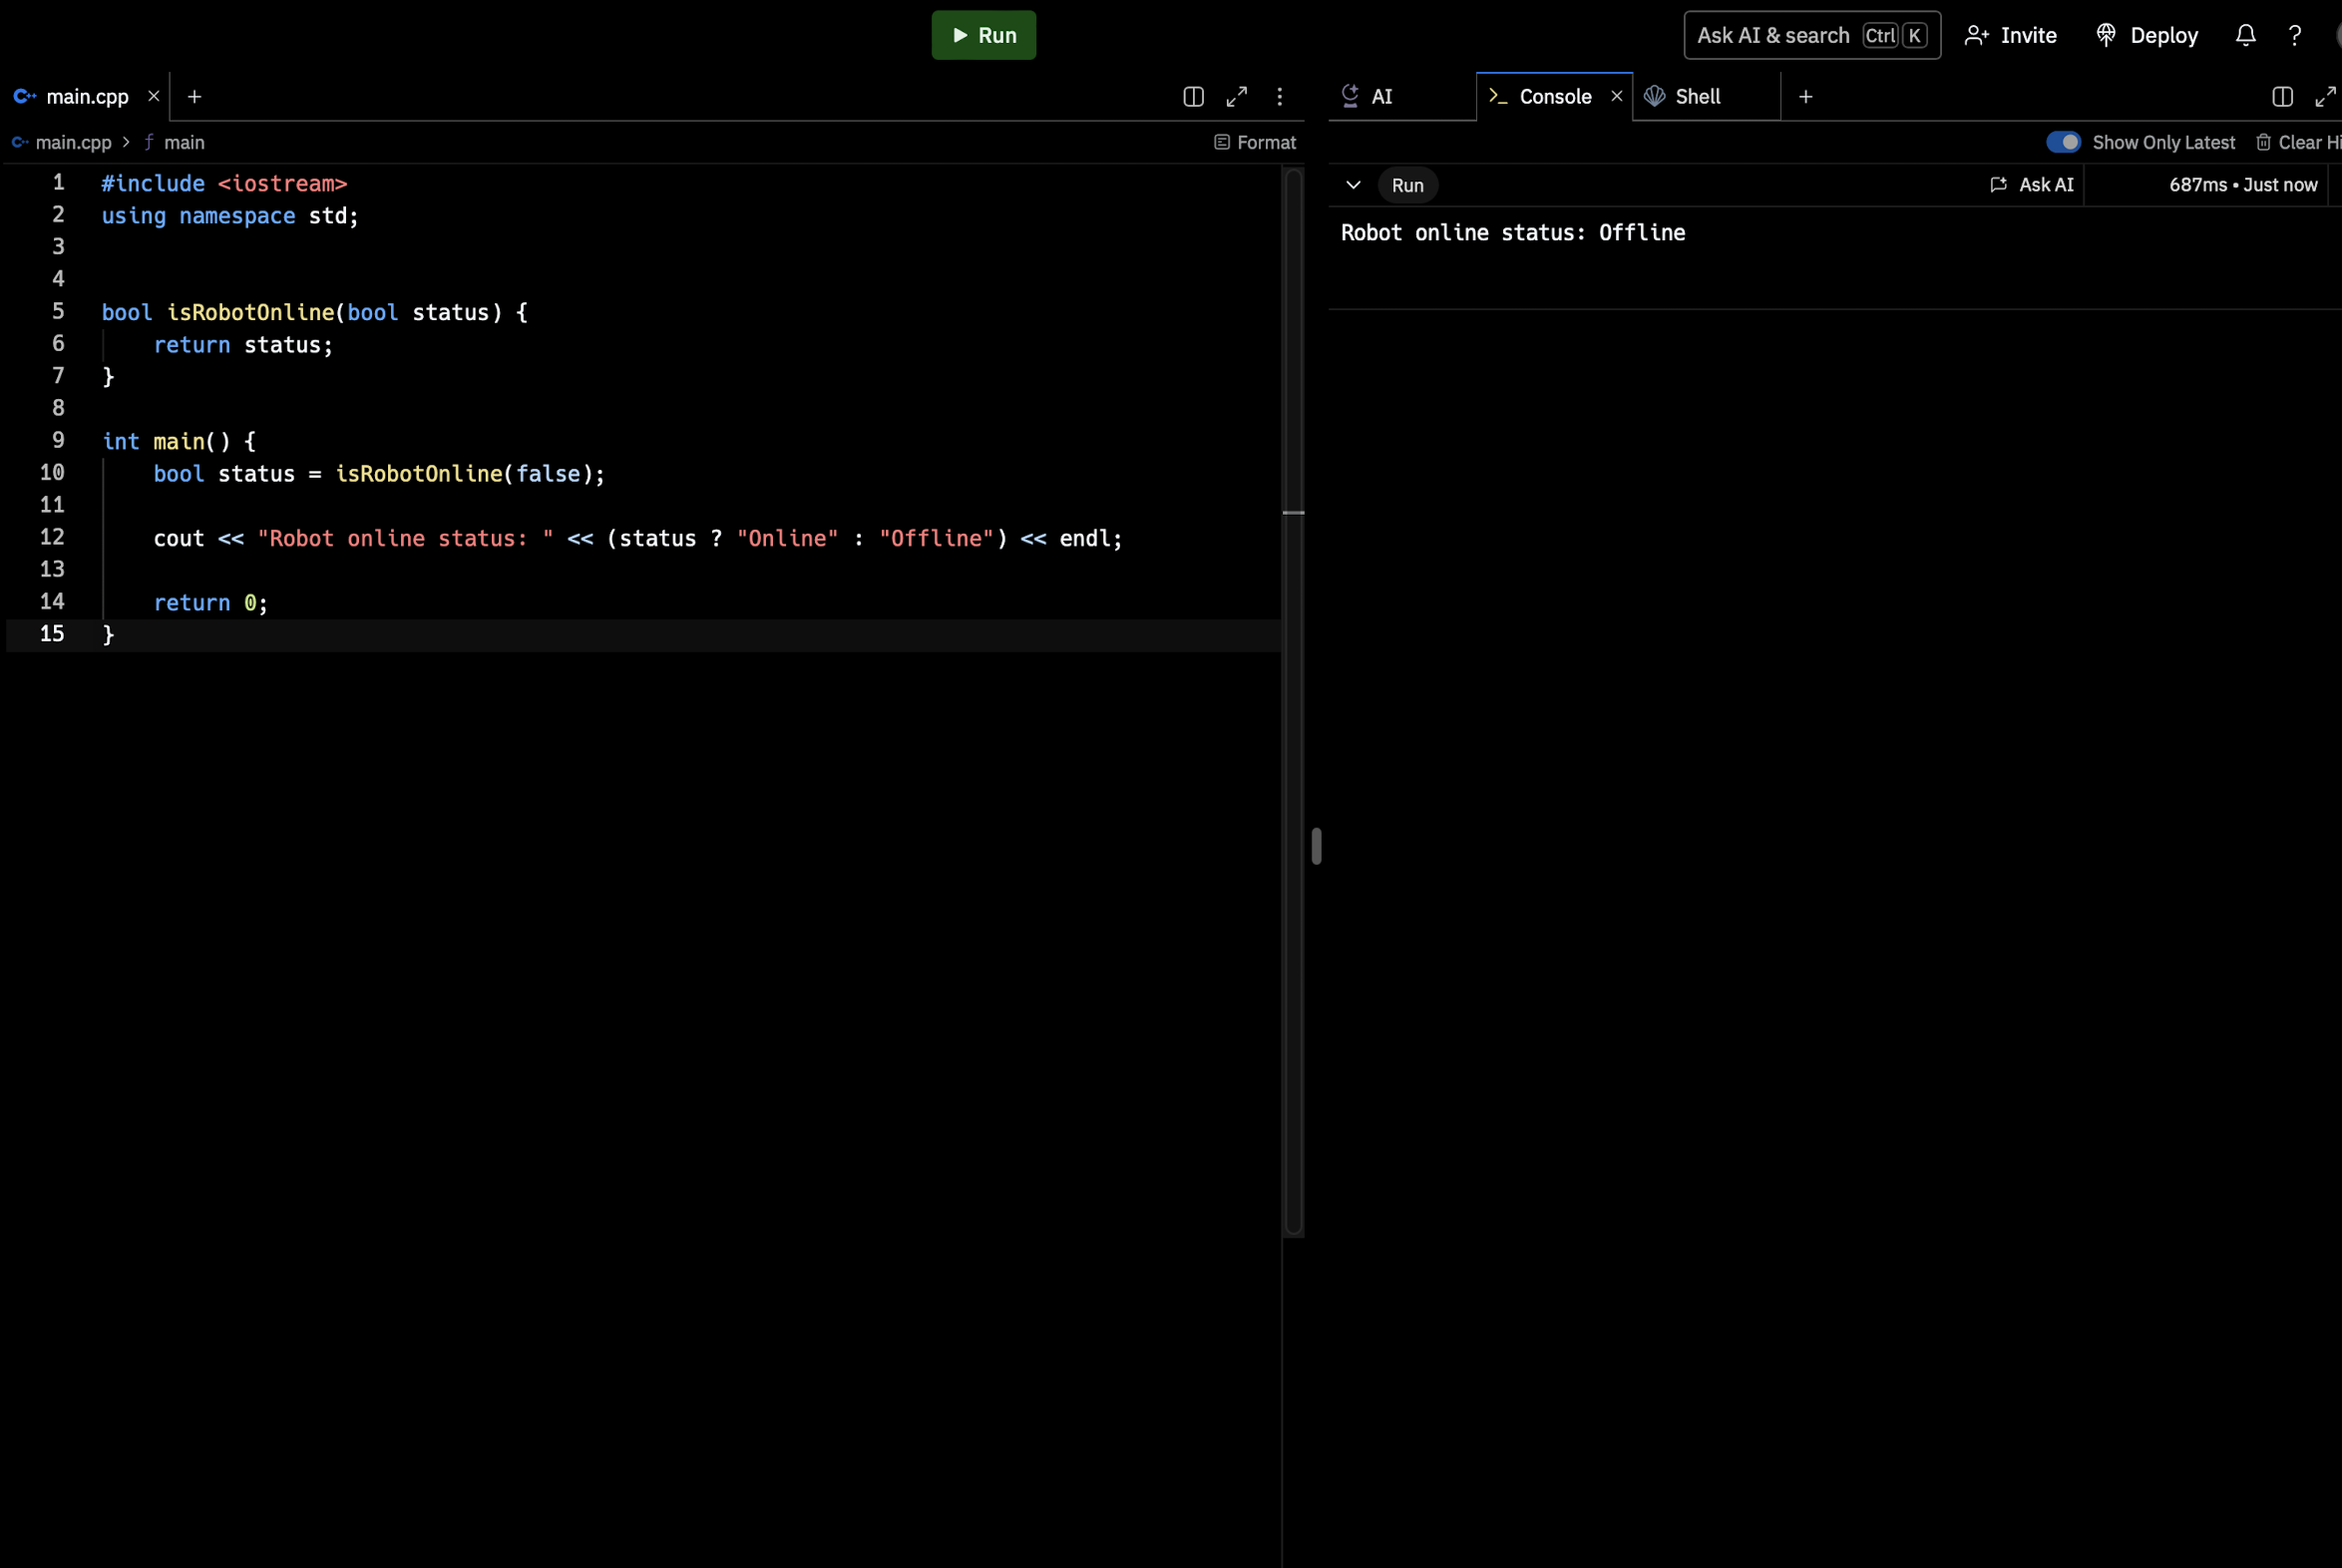 Run
Ask AI & search Ctrl K Invite Deploy ?
main.cpp
AI Console Shell
main.cpp > main Format
Show Only Latest Clear Hi
Run Ask AI 687ms • Just now
1 #include <iostream>
2 using namespace std;
3
4
5 bool isRobotOnline(bool status) {
6 return status;
7 }
8
9 int main() {
10 bool status = isRobotOnline(false);
11
12 cout << "Robot online status: " << (status ? "Online" : "Offline") << endl;
13
14 return 0;
15 }
Robot online status: Offline